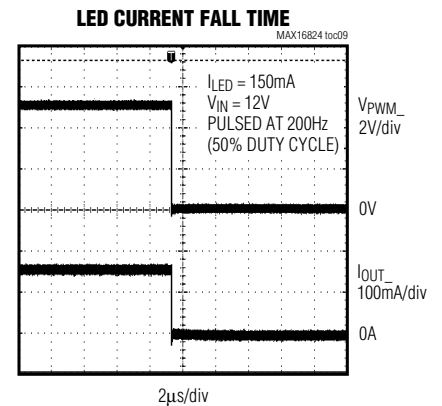 LED CURRENT FALL TIME
MAX16824 toc09
T
ILED = 150mA
VIN = 12V
PULSED AT 200Hz
(50% DUTY CYCLE)
VPWM_
2V/div
0V
IOUT_
100mA/div
0A
2μs/div